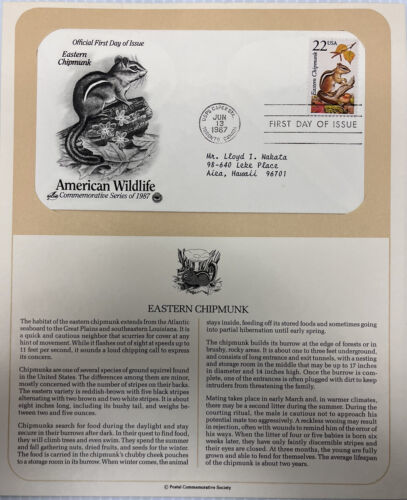 Official First Day of Issue
Eastern
Chipmunk
American Wildlife
Commemorative Series of 1987
JUN
13
1987
22 USA
Eastern Chipmunk
FIRST DAY OF ISSUE
Mr. Lloyd I. Nakata
98-640 Leke Place
Aiea, Hawaii 96701
EASTERN CHIPMUNK
The habitat of the eastern chipmunk extends from the Atlantic
seaboard to the Great Plains and southeastern Louisiana. It is
a quick and cautious neighbor that scurries for cover at any
hint of movement. While it flashes out of sight at speeds up to
11 feet per second, it sounds a loud chipping call to express
its concern.
Chipmunks are one of several species of ground squirrel found
in the United States. The differences among them are minor,
mostly concerned with the number of stripes on their backs.
The eastern variety is reddish-brown with five black stripes
alternating with two brown and two white stripes. It is about
eight inches long, including its bushy tail, and weighs be-
tween two and five ounces.
Chipmunks search for food during the daylight and stay
secure in their burrows after dark. In their quest to find food,
they will climb trees and even swim. They spend the summer
and fall gathering nuts, dried fruits, and seeds for the winter.
The food is carried in the chipmunk's chubby cheek pouches
to a storage room in its burrow. When winter comes, the animal
stays inside, feeding off its stored foods and sometimes going
into partial hibernation until early spring.
The chipmunk builds its burrow at the edge of forests or in
brushy, rocky areas. It is about one to three feet underground,
and consists of long entrance and exit tunnels, with a nesting
and storage room in the middle that may be up to 17 inches
in diameter and 14 inches high. Once the burrow is com-
plete, one of the entrances is often plugged with dirt to keep
intruders from threatening the family.
Mating takes place in early March and, in warmer climates,
there may be a second litter during the summer. During the
courting ritual, the male is cautious not to approach his
potential mate too aggressively. A reckless wooing may result
in rejection, often with wounds to remind him of the error of
his ways. When the litter of four or five babies is born six
weeks later, they have only faintly discernible stripes and
their eyes are closed. At three months, the young are fully
grown and able to fend for themselves. The average lifespan
of the chipmunk is about two years.
© Postal Commemorative Society